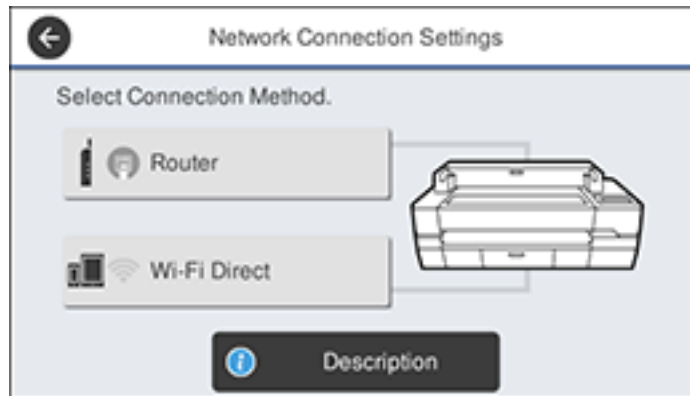 Network Connection Settings
Select Connection Method.
Router
Wi-Fi Direct
Description